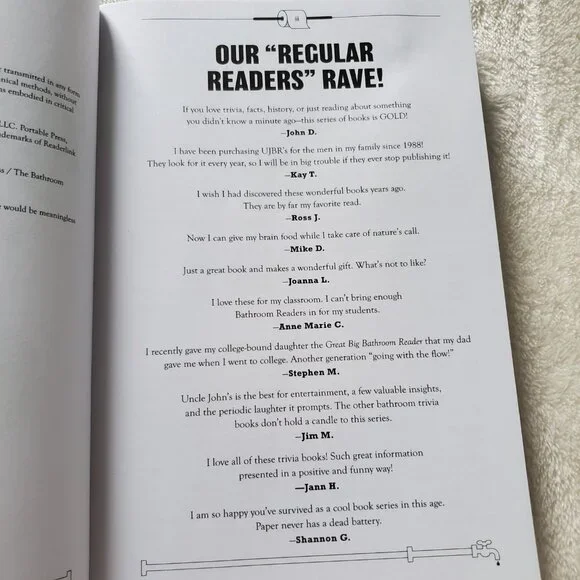 transmitted in any form
methods, without
embodied in critical
LLC. Portable Press,
of Readerlink
/ The Bathroom
would be meaningless
iii
OUR “REGULAR
READERS” RAVE!
If you love trivia, facts, history, or just reading about something
you didn’t know a minute ago—this series of books is GOLD!
—John D.
I have been purchasing UJBR’s for the men in my family since 1988!
They look for it every year, so I will be in big trouble if they ever stop publishing it!
—Kay T.
I wish I had discovered these wonderful books years ago.
They are by far my favorite read.
—Ross J.
Now I can give my brain food while I take care of nature’s call.
—Mike D.
Just a great book and makes a wonderful gift. What’s not to like?
—Joanna L.
I love these for my classroom. I can’t bring enough
Bathroom Readers in for my students.
—Anne Marie C.
I recently gave my college-bound daughter the Great Big Bathroom Reader that my dad
gave me when I went to college. Another generation “going with the flow!”
—Stephen M.
Uncle John’s is the best for entertainment, a few valuable insights,
and the periodic laughter it prompts. The other bathroom trivia
books don’t hold a candle to this series.
—Jim M.
I love all of these trivia books! Such great information
presented in a positive and funny way!
—Jann H.
I am so happy you’ve survived as a cool book series in this age.
Paper never has a dead battery.
—Shannon G.